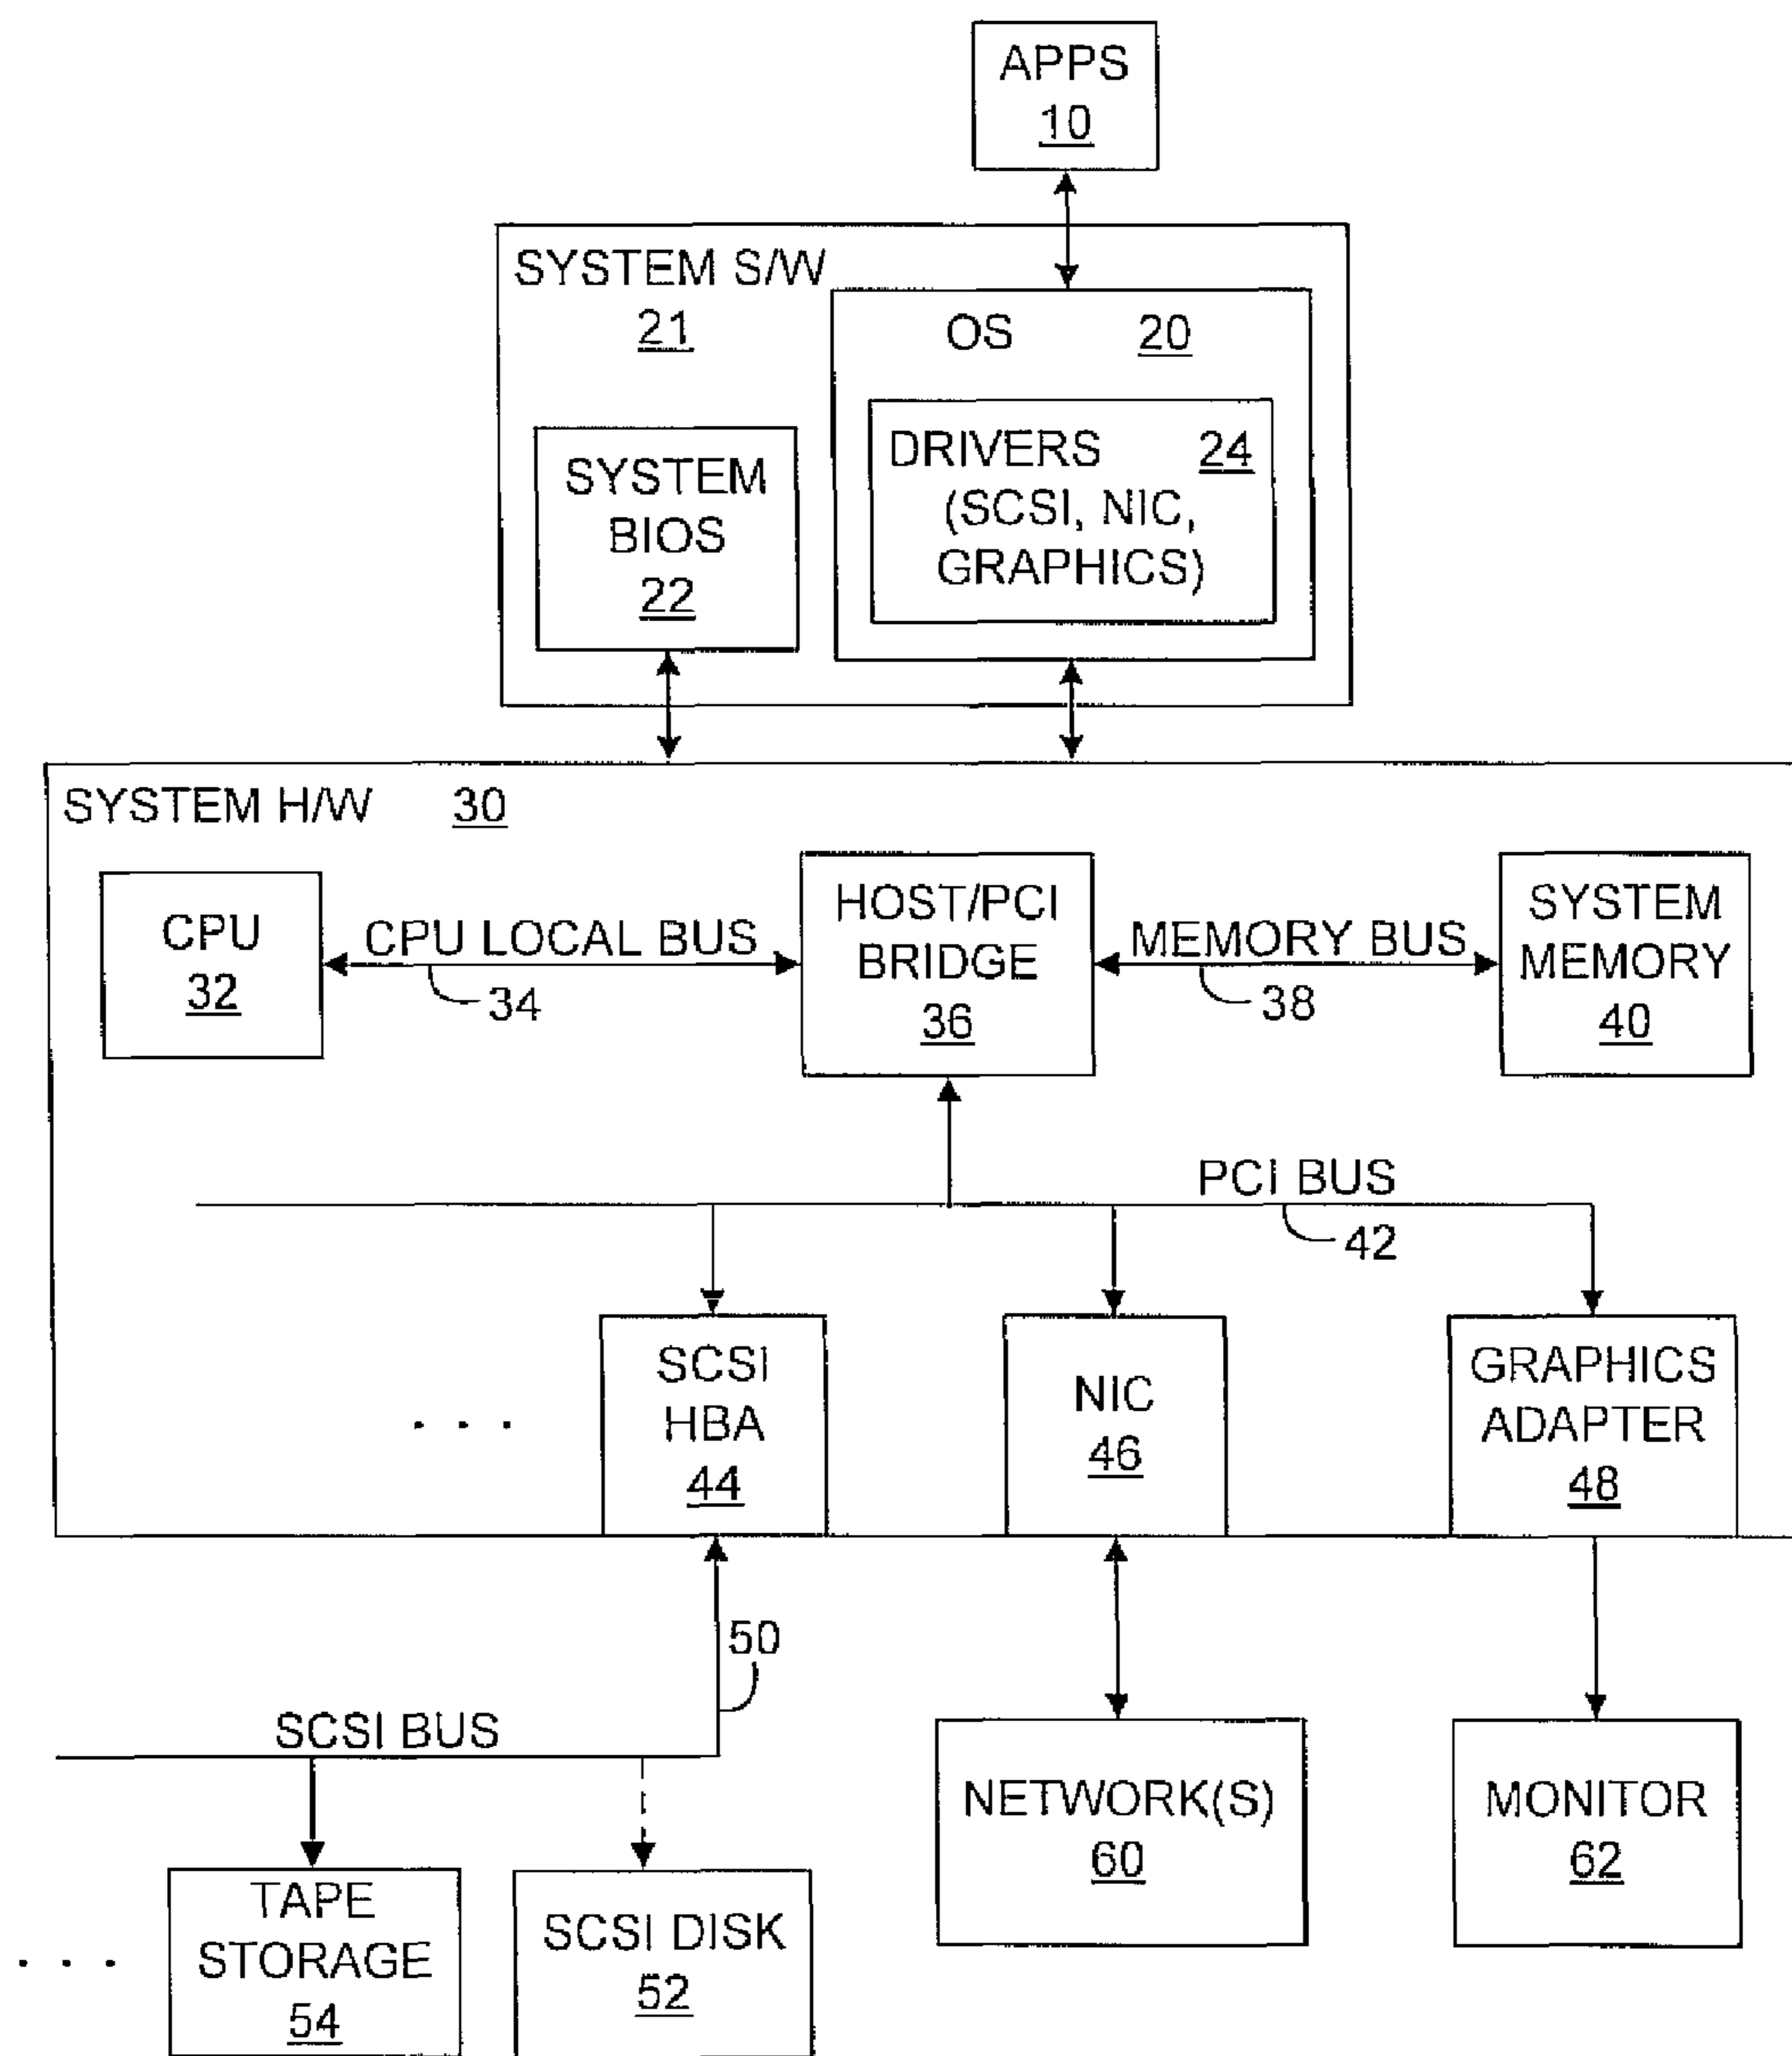 APPS
10
SYSTEM S/W
21
OS 20
DRIVERS 24
(SCSI, NIC,
GRAPHICS)
SYSTEM
BIOS
22
SYSTEM H/W 30
CPU
32
CPU LOCAL BUS
34
HOST/PCI
BRIDGE
36
MEMORY BUS
38
SYSTEM
MEMORY
40
PCI BUS
42
. . .
SCSI
HBA
44
NIC
46
GRAPHICS
ADAPTER
48
50
SCSI BUS
. . .
TAPE
STORAGE
54
SCSI DISK
52
NETWORK(S)
60
MONITOR
62